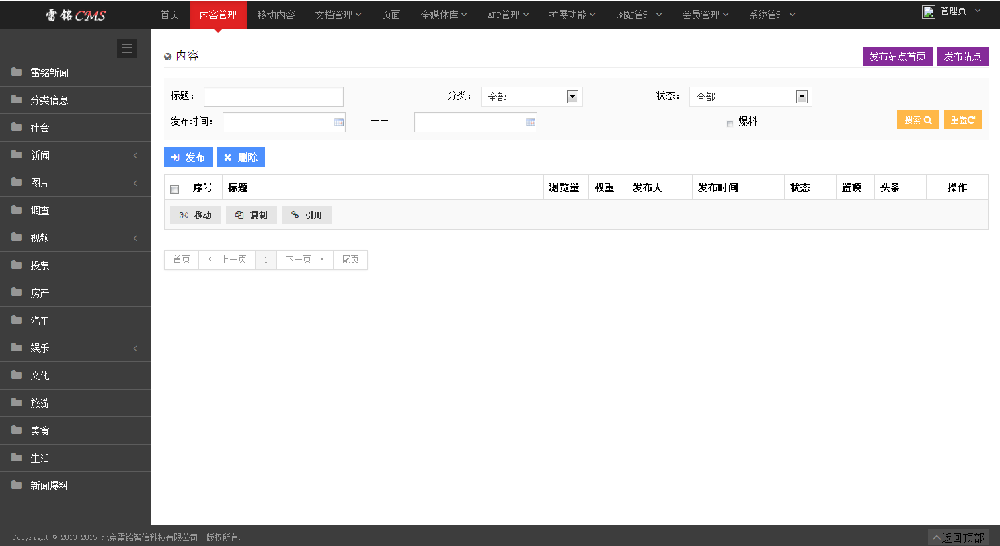 雷铭CMS 首页 内容管理 移动内容 文档管理 页面 全媒体库 APP管理 扩展功能 网站管理 会员管理 系统管理 管理员
雷铭新闻
分类信息
社会
新闻
图片
调查
视频
投票
房产
汽车
娱乐
文化
旅游
美食
生活
新闻爆料
内容 发布站点首页 发布站点
标题： 分类： 全部 状态： 全部
发布时间： —— 爆料 搜索 重置
发布 删除
序号 标题 浏览量 权重 发布人 发布时间 状态 置顶 头条 操作
移动 复制 引用
首页 ← 上一页 1 下一页 → 尾页
Copyright © 2013-2015 北京雷铭智信科技有限公司 版权所有. 返回顶部